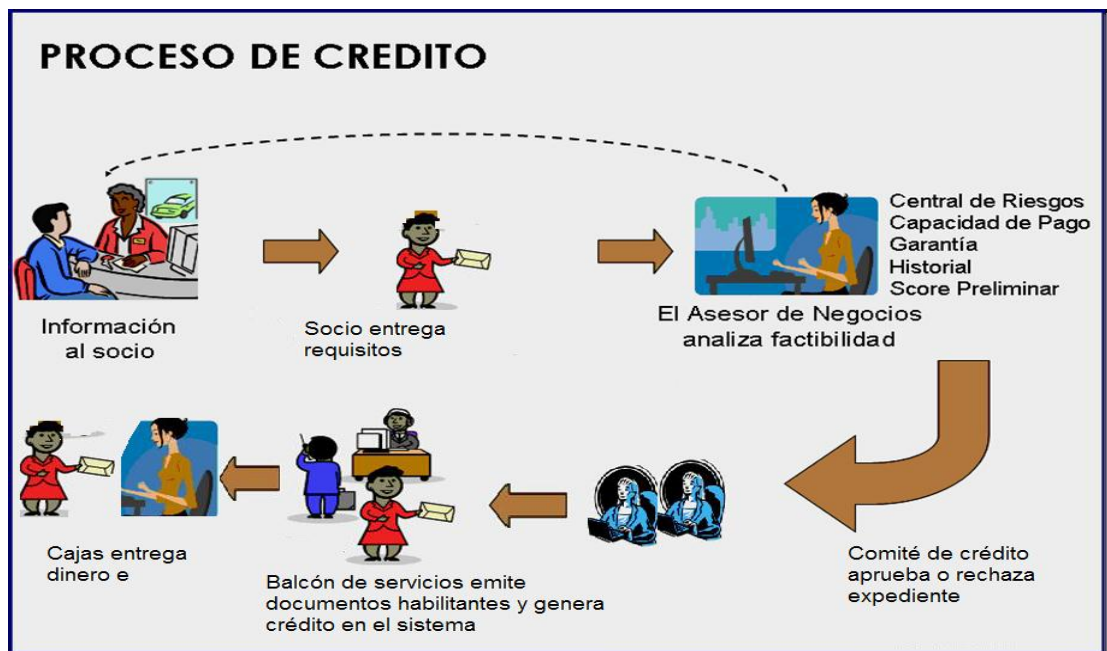 PROCESO DE CREDITO
Información
al socio
Socio entrega
requisitos
El Asesor de Negocios
analiza factibilidad
Central de Riesgos
Capacidad de Pago
Garantía
Historial
Score Preliminar
Comité de crédito
aprueba o rechaza
expediente
Balcón de servicios emite
documentos habilitantes y genera
crédito en el sistema
Cajas entrega
dinero e